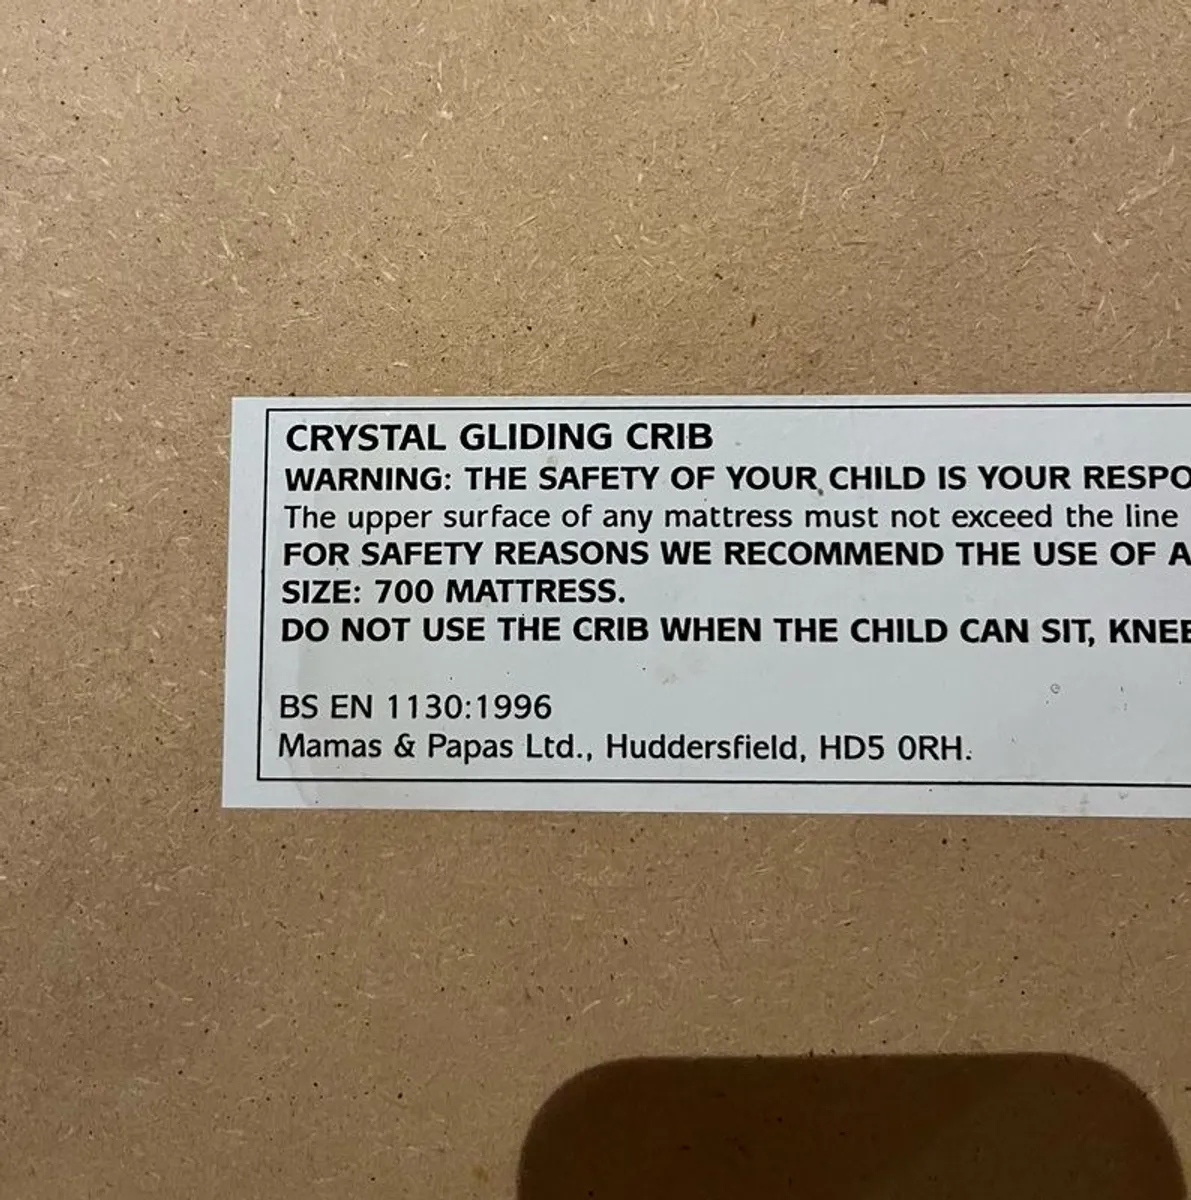 CRYSTAL GLIDING CRIB
WARNING: THE SAFETY OF YOUR CHILD IS YOUR RESPO
The upper surface of any mattress must not exceed the line
FOR SAFETY REASONS WE RECOMMEND THE USE OF A
SIZE: 700 MATTRESS.
DO NOT USE THE CRIB WHEN THE CHILD CAN SIT, KNEE
BS EN 1130:1996
Mamas & Papas Ltd., Huddersfield, HD5 0RH.